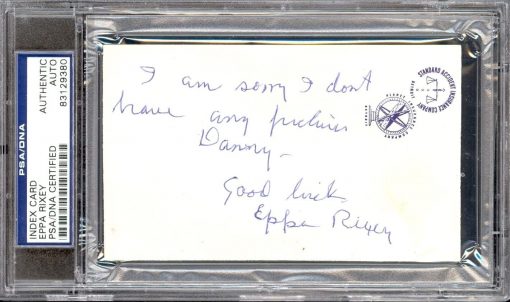 PSA/DNA
INDEX CARD
EPPA RIXEY
PSA/DNA CERTIFIED
AUTHENTIC
AUTO
83129380
I am sorry I dont
have any pictures
Danny —
Good luck
Eppa Rixey
STANDARD ACCIDENT INSURANCE COMPANY